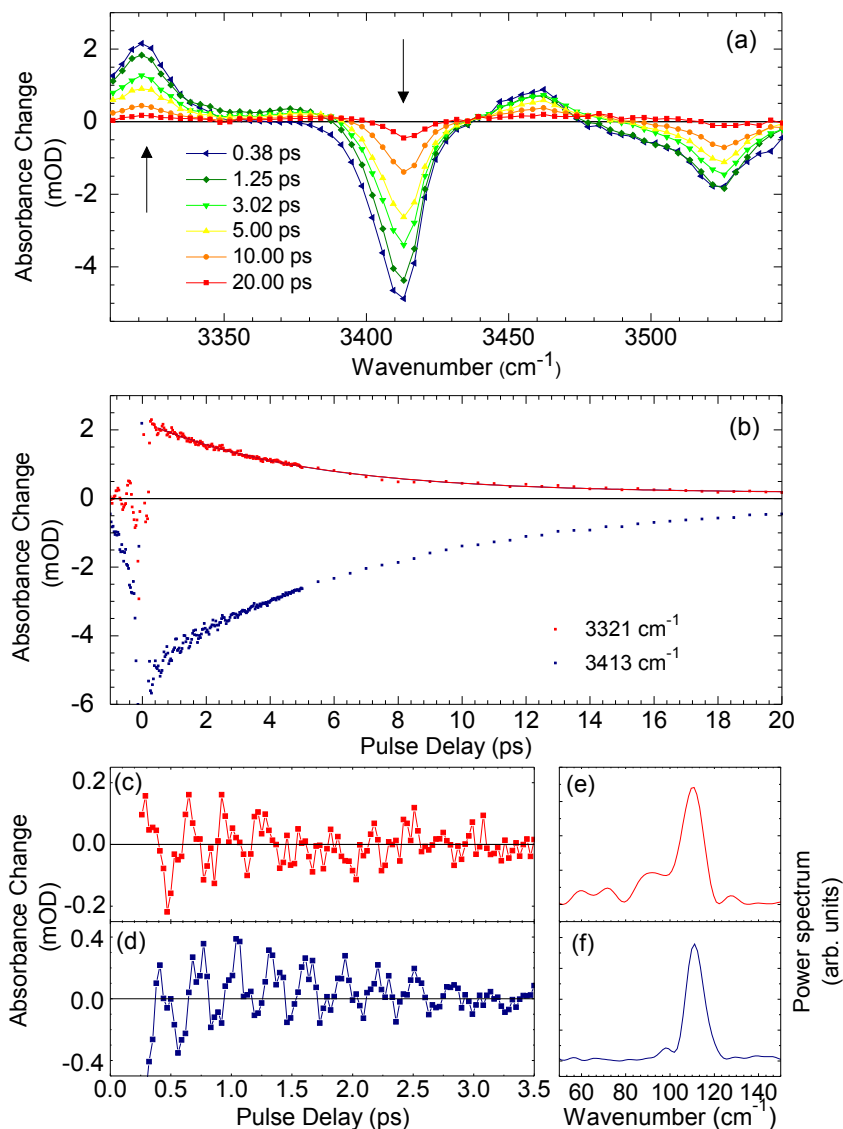 (a)
2
0
-2
-4
Absorbance Change
(mOD)
0.38 ps
1.25 ps
3.02 ps
5.00 ps
10.00 ps
20.00 ps
3350 3400 3450 3500
Wavenumber (cm-1)
(b)
2
0
-2
-4
-6
Absorbance Change
(mOD)
3321 cm-1
3413 cm-1
0 2 4 6 8 10 12 14 16 18 20
Pulse Delay (ps)
(c)
0.2
0.0
-0.2
(e)
(d)
0.4
0.0
-0.4
(f)
Absorbance Change
(mOD)
Power spectrum
(arb. units)
0.0 0.5 1.0 1.5 2.0 2.5 3.0 3.5
Pulse Delay (ps)
60 80 100 120 140
Wavenumber (cm-1)